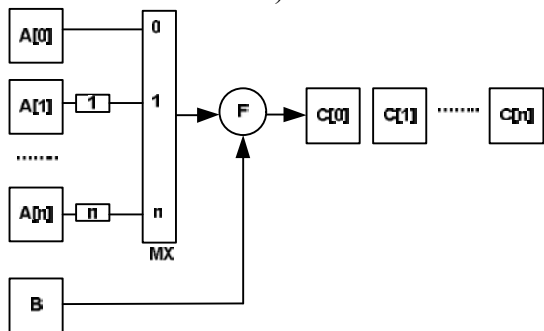 )
A[0] 0
A[1] 1 1 F C[0] C[1] ........ C[n]
........
A[n] n n
MX
B